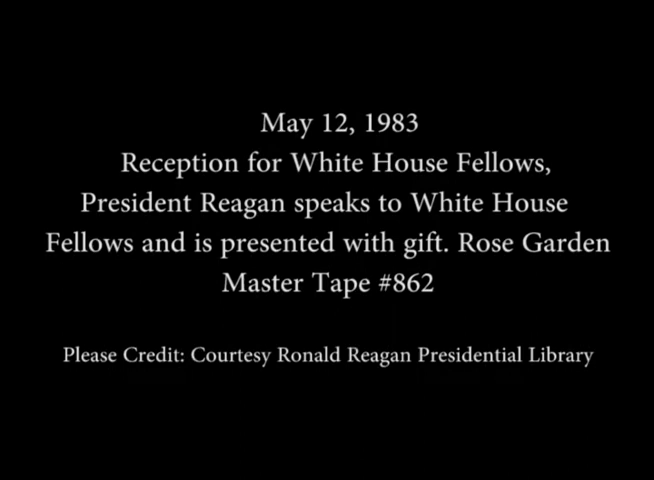 May 12, 1983
Reception for White House Fellows,
President Reagan speaks to White House
Fellows and is presented with gift. Rose Garden
Master Tape #862
Please Credit: Courtesy Ronald Reagan Presidential Library